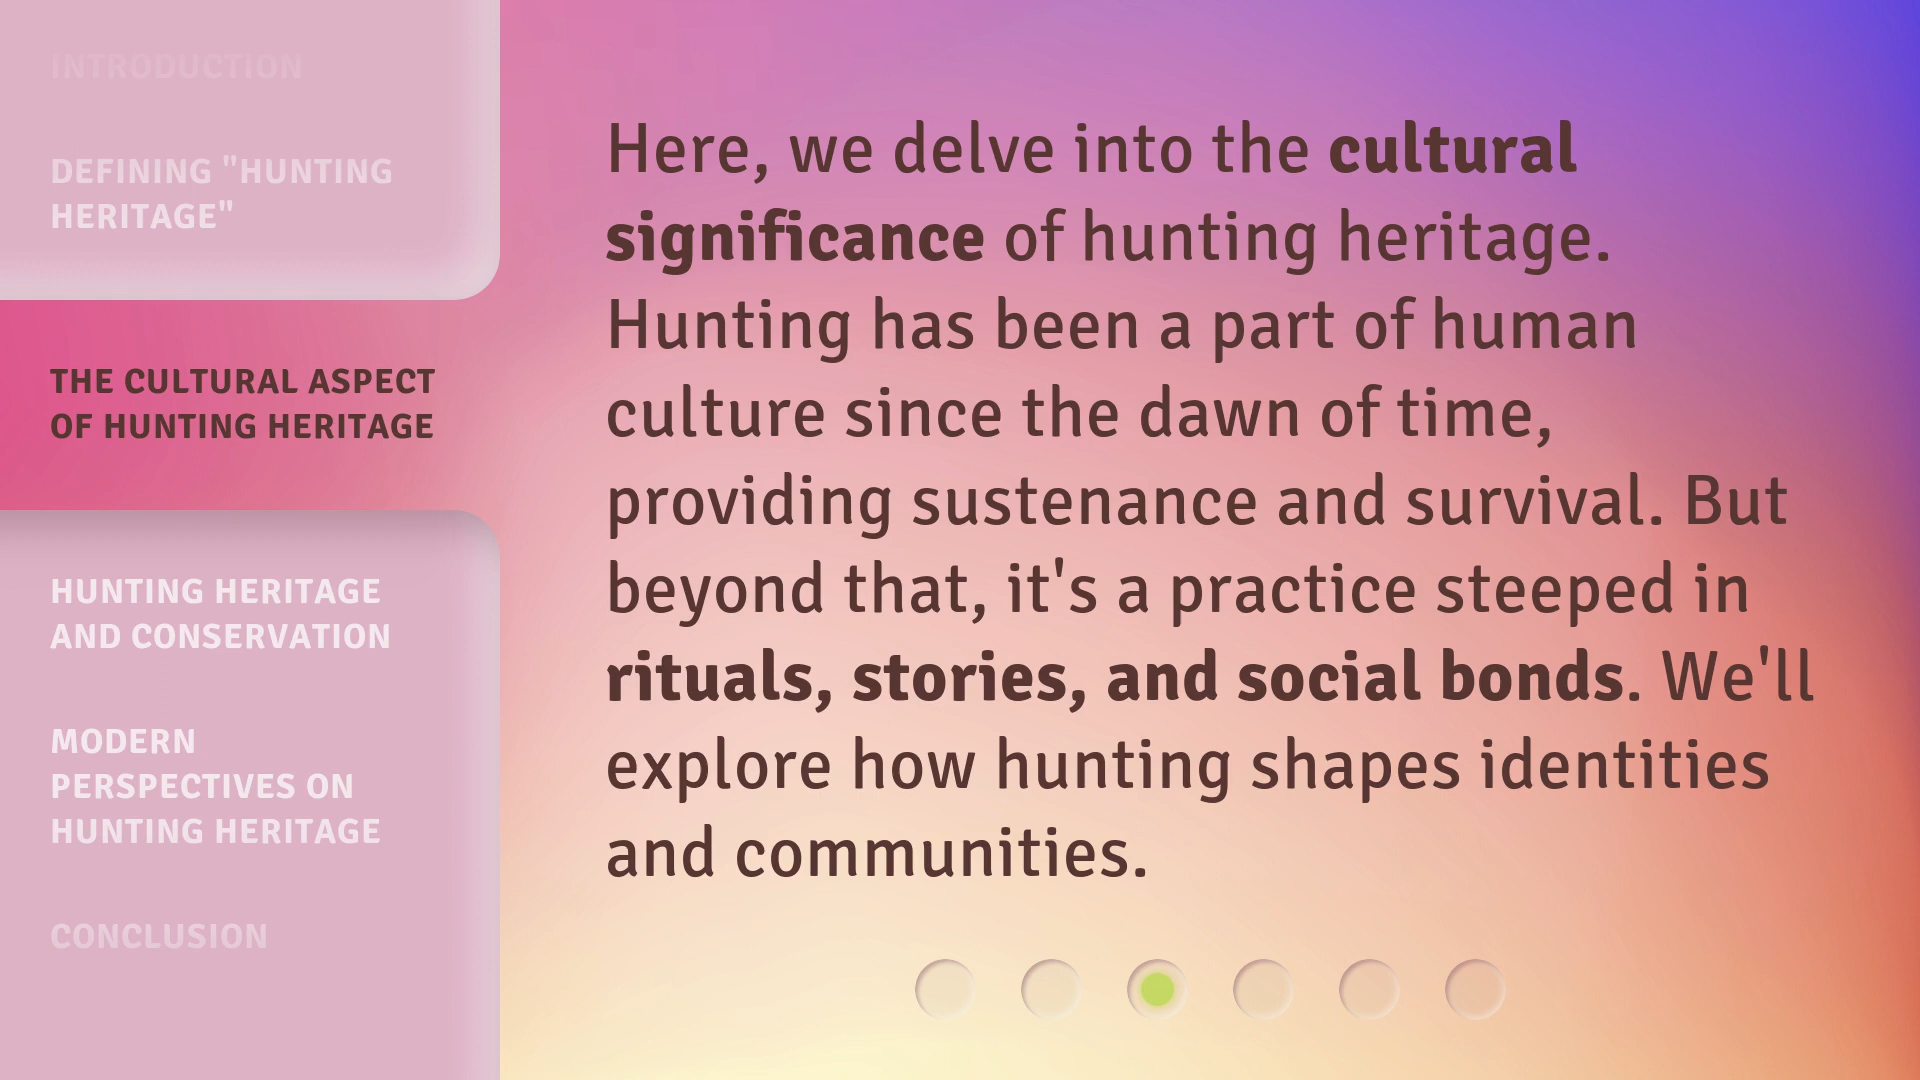 INTRODUCTION
DEFINING "HUNTING
HERITAGE"
THE CULTURAL ASPECT
OF HUNTING HERITAGE
HUNTING HERITAGE
AND CONSERVATION
MODERN
PERSPECTIVES ON
HUNTING HERITAGE
CONCLUSION
Here, we delve into the cultural
significance of hunting heritage.
Hunting has been a part of human
culture since the dawn of time,
providing sustenance and survival. But
beyond that, it's a practice steeped in
rituals, stories, and social bonds. We'll
explore how hunting shapes identities
and communities.